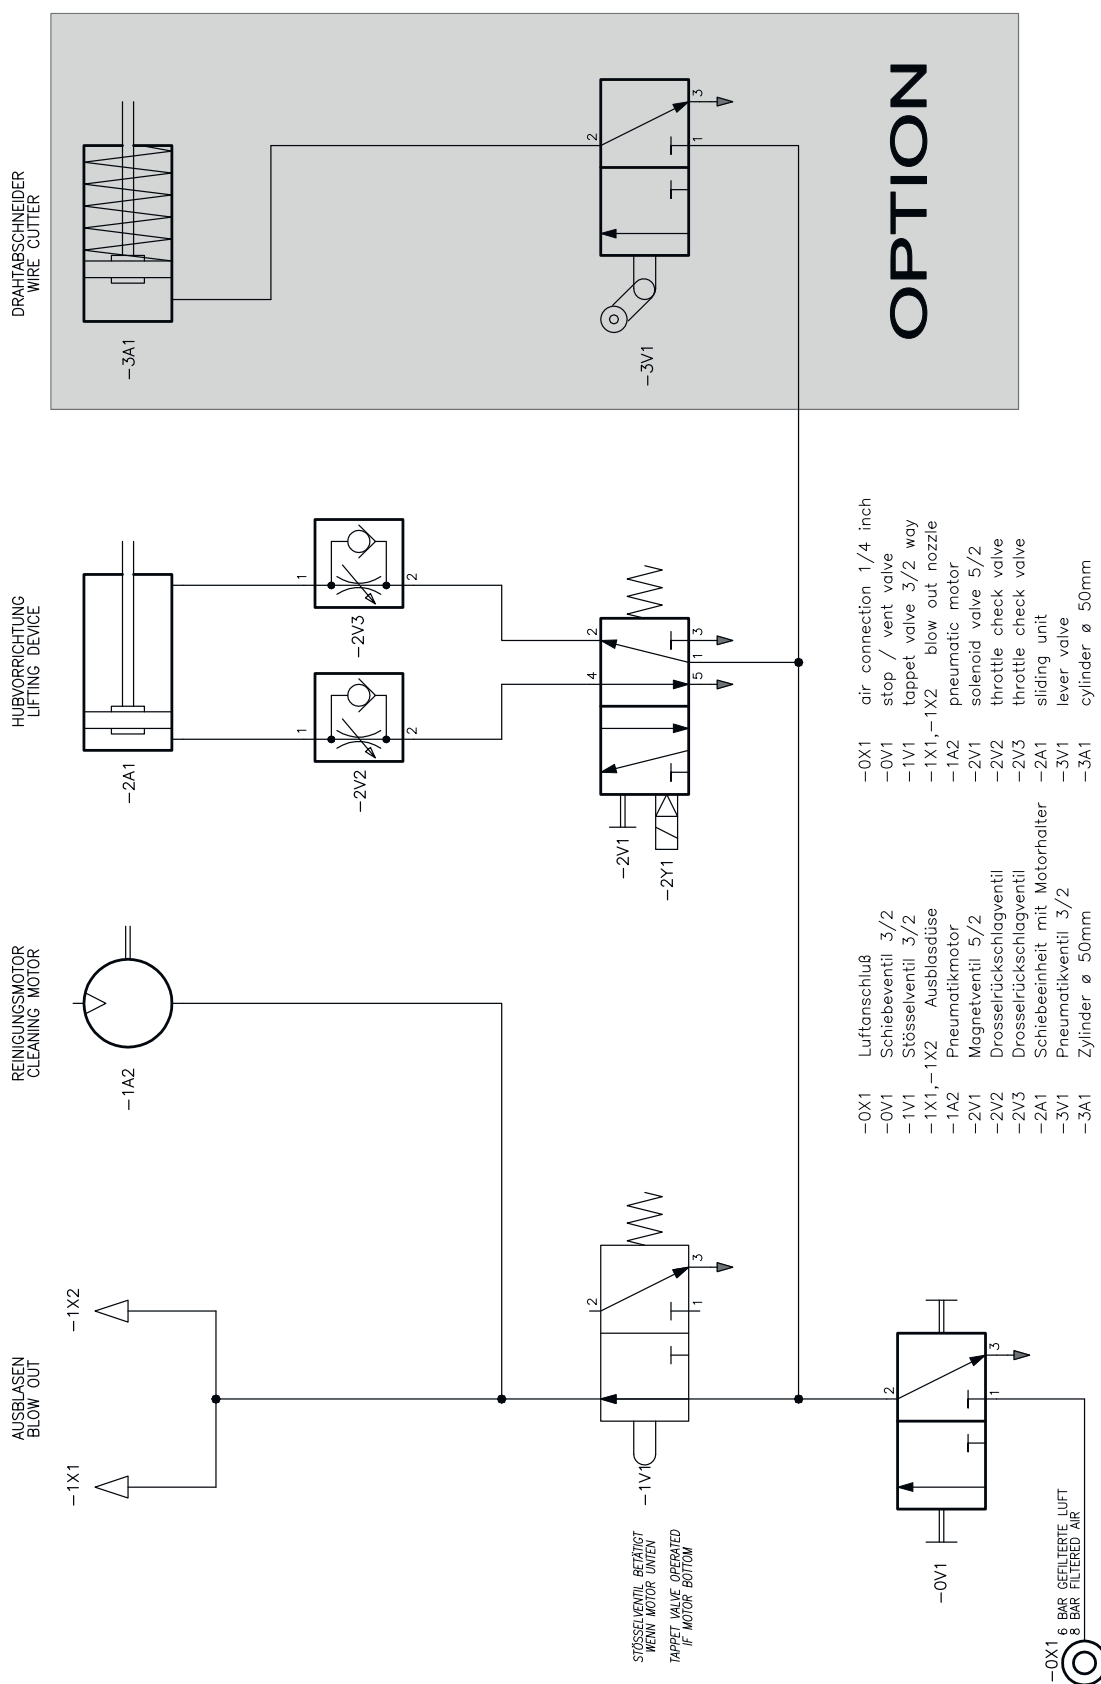 AUSBLASEN
BLOW OUT
REINIGUNGSMOTOR
CLEANING MOTOR
HUBVORRICHTUNG
LIFTING DEVICE
DRAHTABSCHNEIDER
WIRE CUTTER
-1X1
-1X2
-1A2
-2A1
-3A1
1
1
-2V2
-2V3
2
2
STÖSSELVENTIL BETÄTIGT
WENN MOTOR UNTEN
TAPPET VALVE OPERATED
IF MOTOR BOTTOM
-1V1
2
1
3
-2V1
-2Y1
4
2
5
1
3
-3V1
2
1
3
-0V1
2
1
3
-0X1
6 BAR GEFILTERTE LUFT
8 BAR FILTERED AIR
OPTION
-0X1 Luftanschluß
-0V1 Schiebeventil 3/2
-1V1 Stösselventil 3/2
-1X1,-1X2 Ausblasdüse
-1A2 Pneumatikmotor
-2V1 Magnetventil 5/2
-2V2 Drosselrückschlagventil
-2V3 Drosselrückschlagventil
-2A1 Schiebeeinheit mit Motorhalter
-3V1 Pneumatikventil 3/2
-3A1 Zylinder ø 50mm
-0X1 air connection 1/4 inch
-0V1 stop / vent valve
-1V1 tappet valve 3/2 way
-1X1,-1X2 blow out nozzle
-1A2 pneumatic motor
-2V1 solenoid valve 5/2
-2V2 throttle check valve
-2V3 throttle check valve
-2A1 sliding unit
-3V1 lever valve
-3A1 cylinder ø 50mm